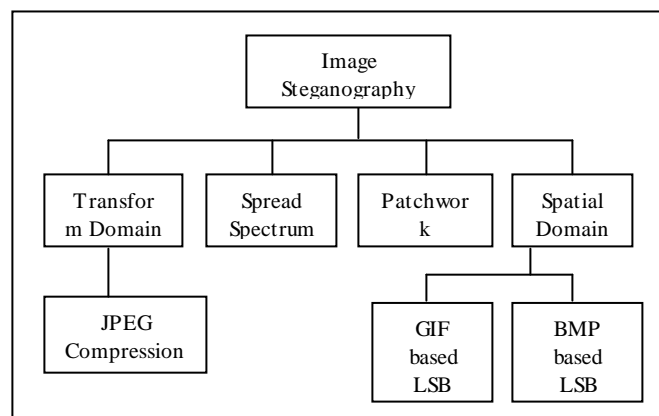 Image
Steganography
Transfor
m Domain
Spread
Spectrum
Patchwor
k
Spatial
Domain
JPEG
Compression
GIF
based
LSB
BMP
based
LSB